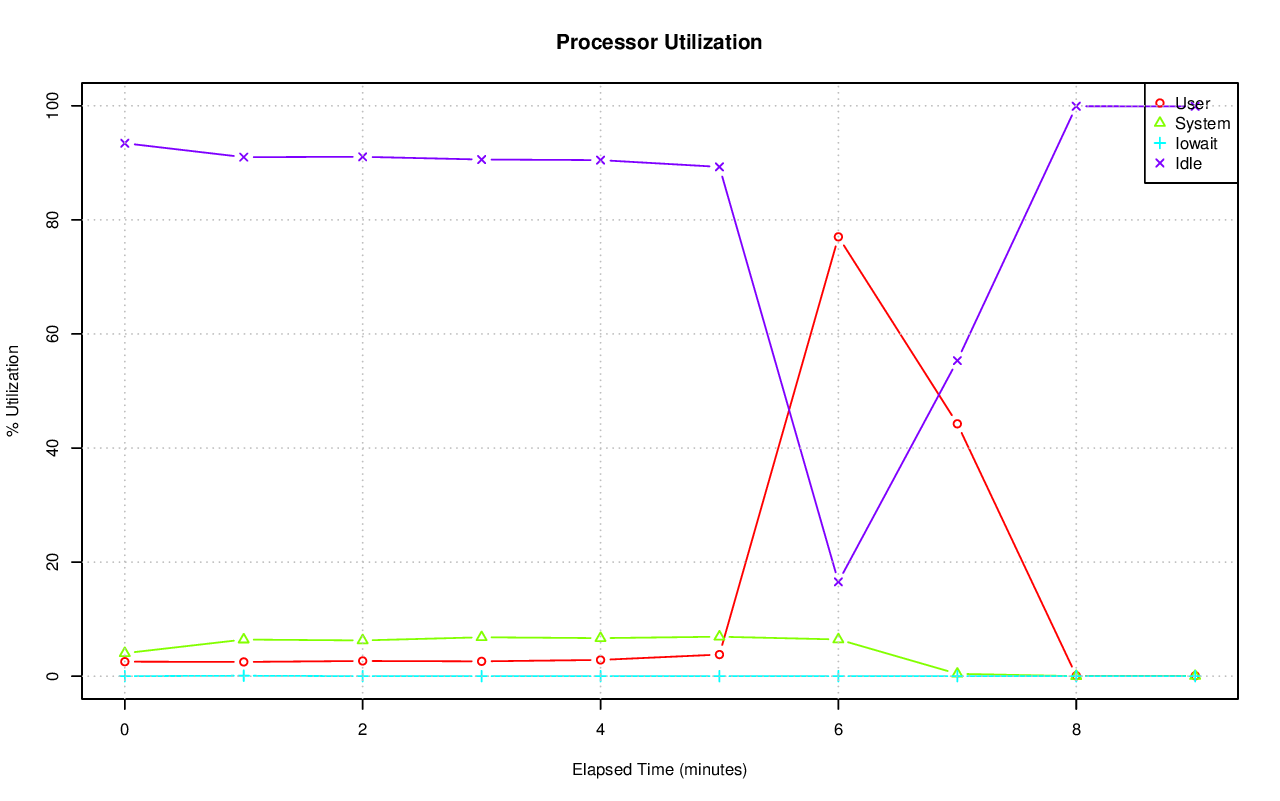 Processor Utilization
100
80
60
40
20
0
% Utilization
User
System
Iowait
Idle
0 2 4 6 8
Elapsed Time (minutes)